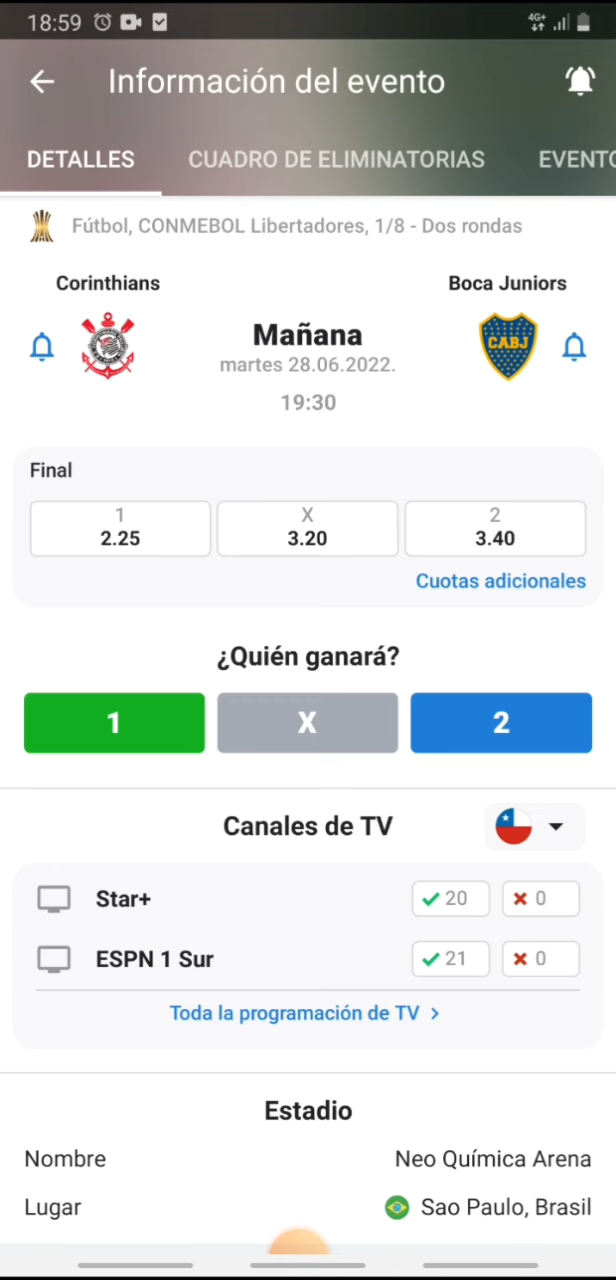 18:59 4G+
Información del evento
DETALLES CUADRO DE ELIMINATORIAS EVENTO
Fútbol, CONMEBOL Libertadores, 1/8 - Dos rondas
Corinthians Boca Juniors
Mañana
CABJ
martes 28.06.2022.
19:30
Final
1 X 2
2.25 3.20 3.40
Cuotas adicionales
¿Quién ganará?
1 X 2
Canales de TV
Star+ 20 0
ESPN 1 Sur 21 0
Toda la programación de TV >
Estadio
Nombre Neo Química Arena
Lugar Sao Paulo, Brasil